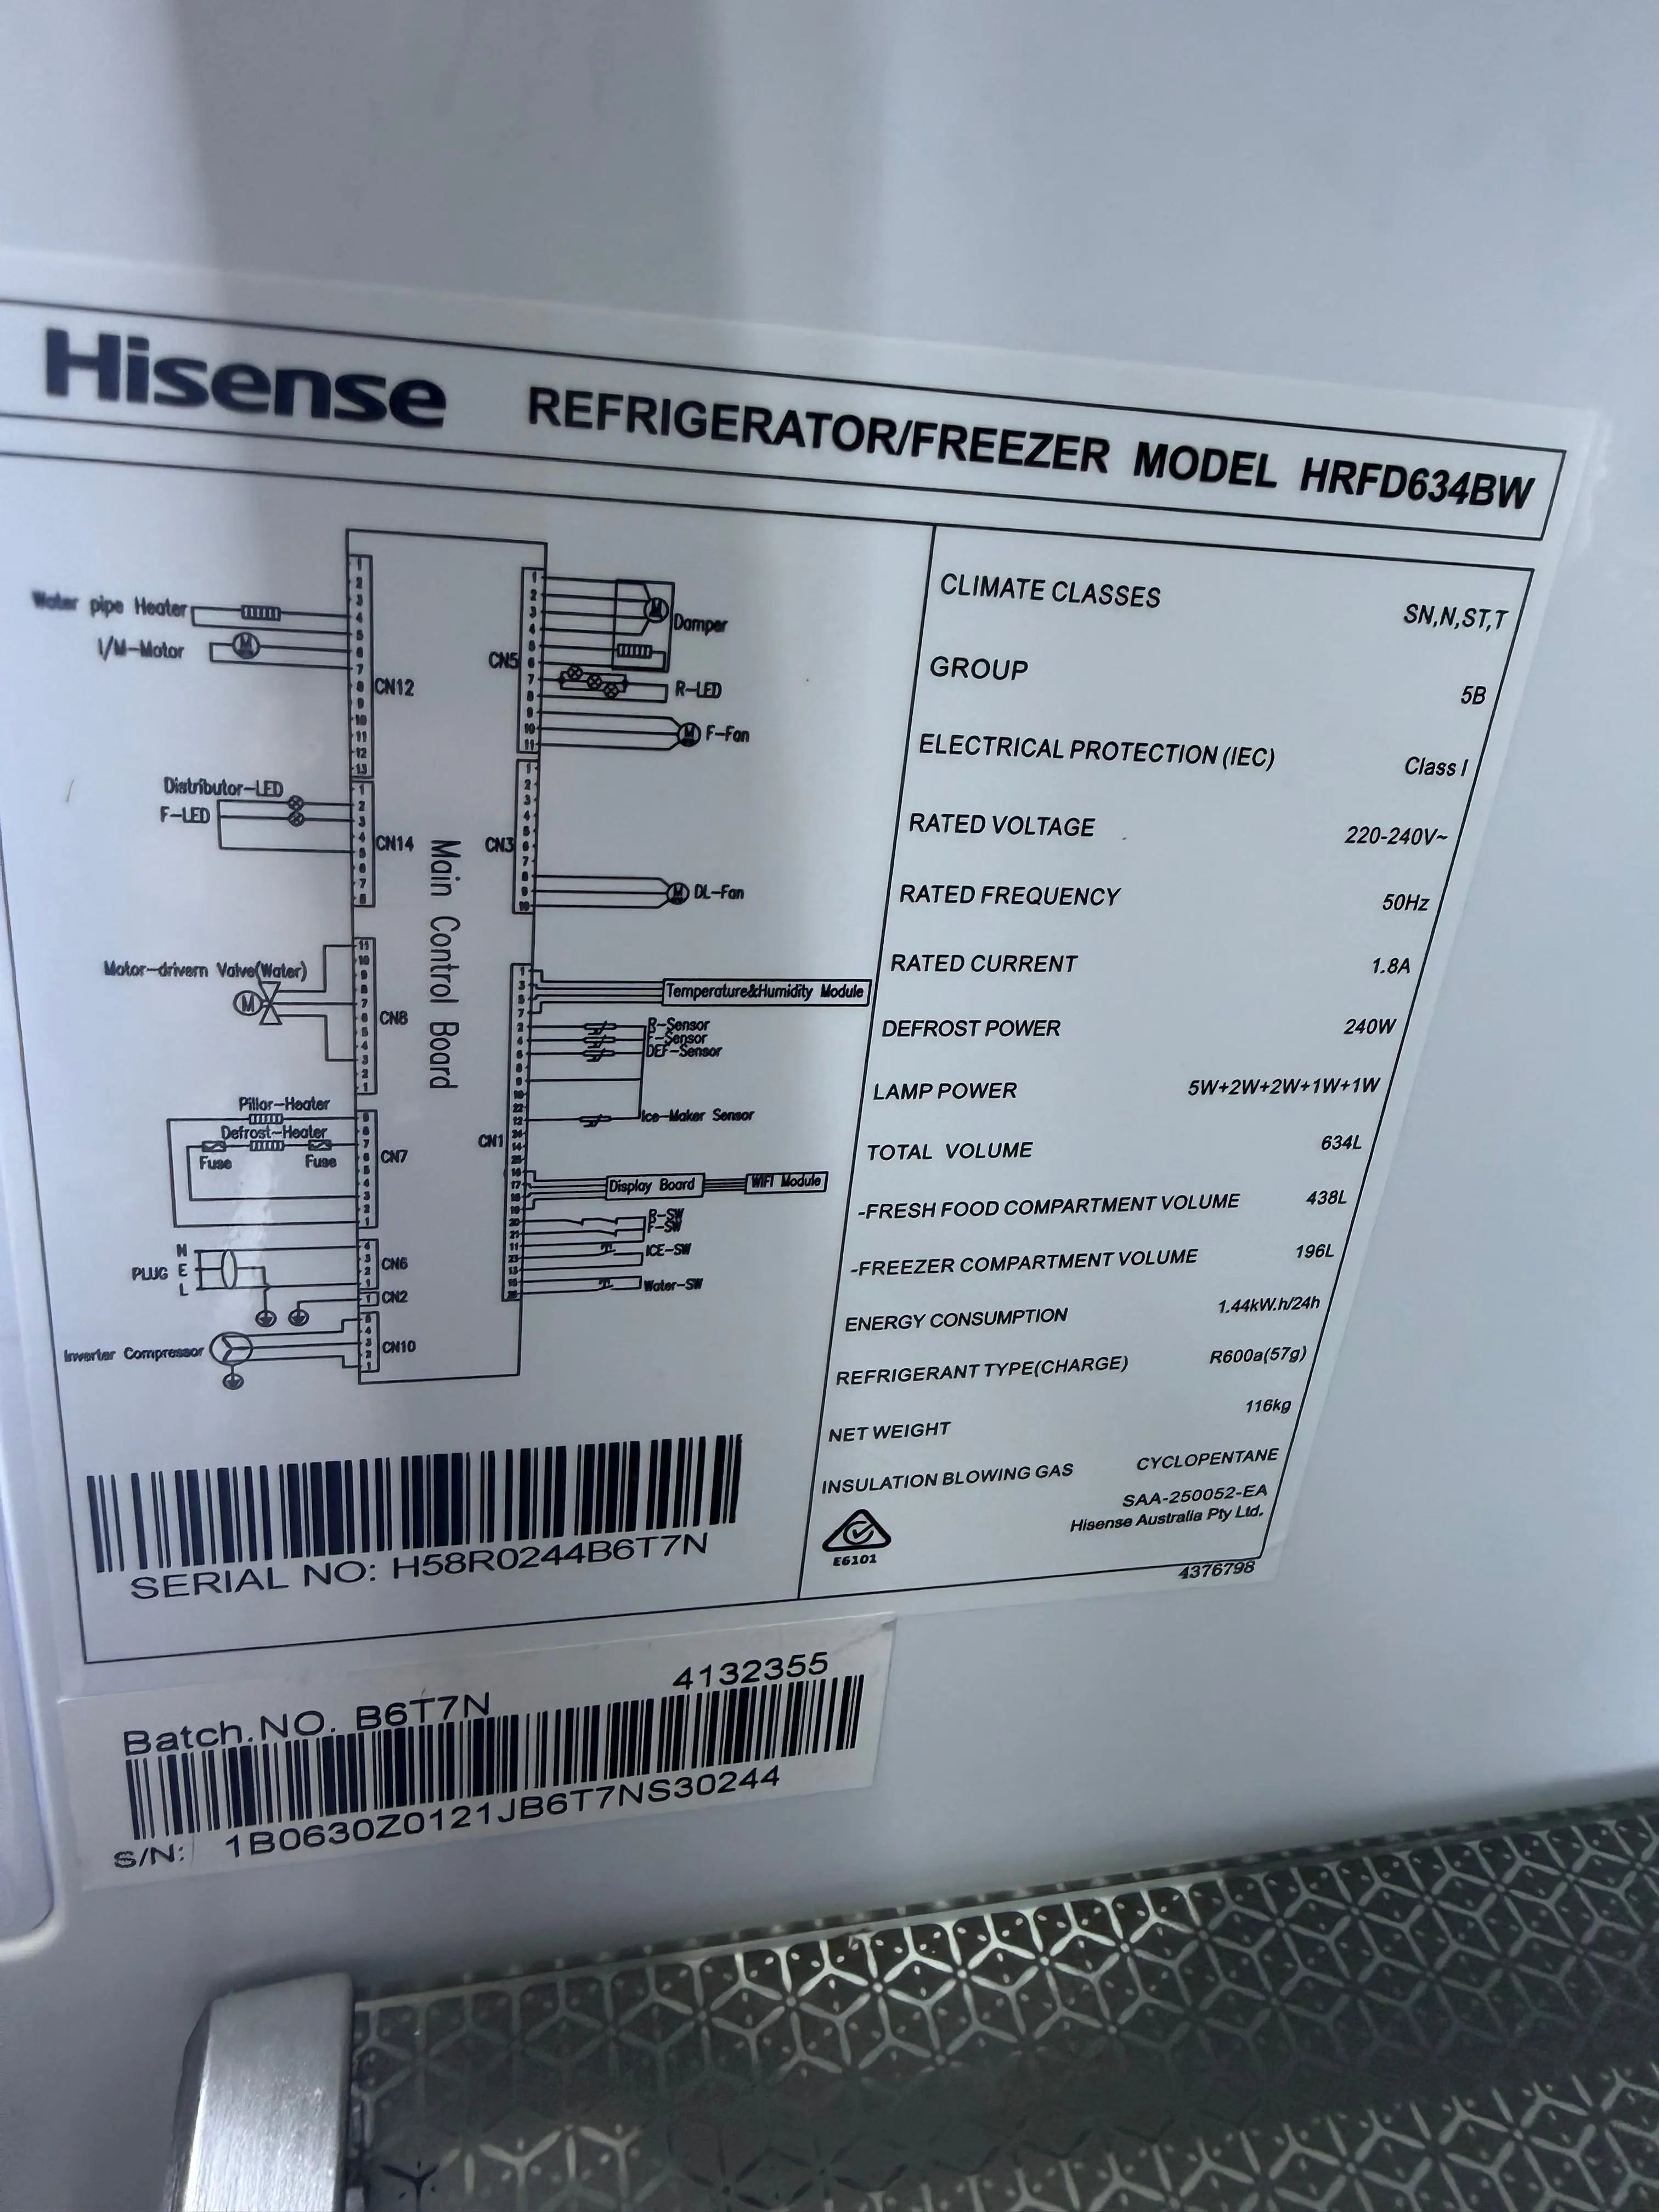 Hisense REFRIGERATOR/FREEZER MODEL HRFD634BW
Water pipe Heater
I/M-Motor
CN12
Distributor-LED
F-LED
CN14
Motor-drivern Valve(Water)
CN8
Pillar-Heater
Defrost-Heater
Fuse Fuse
CN7
N
PLUG E
L
CN6
CN2
Inverter Compressor
CN10
Main Control Board
CN5
Damper
R-LED
F-Fan
CN3
DL-Fan
Temperature&Humidity Module
R-Sensor
F-Sensor
DEF-Sensor
Ice-Maker Sensor
CN1
Display Board WIFI Module
R-SW
F-SW
ICE-SW
Water-SW
CLIMATE CLASSES SN,N,ST,T
GROUP 5B
ELECTRICAL PROTECTION (IEC) Class I
RATED VOLTAGE 220-240V~
RATED FREQUENCY 50Hz
RATED CURRENT 1.8A
DEFROST POWER 240W
LAMP POWER 5W+2W+2W+1W+1W
TOTAL VOLUME 634L
-FRESH FOOD COMPARTMENT VOLUME 438L
-FREEZER COMPARTMENT VOLUME 196L
ENERGY CONSUMPTION 1.44kW.h/24h
REFRIGERANT TYPE(CHARGE) R600a(57g)
NET WEIGHT 116kg
INSULATION BLOWING GAS CYCLOPENTANE
SAA-250052-EA
Hisense Australia Pty Ltd.
E6101
4376798
SERIAL NO: H58R0244B6T7N
Batch.NO. B6T7N 4132355
S/N: 1B0630Z0121JB6T7NS30244